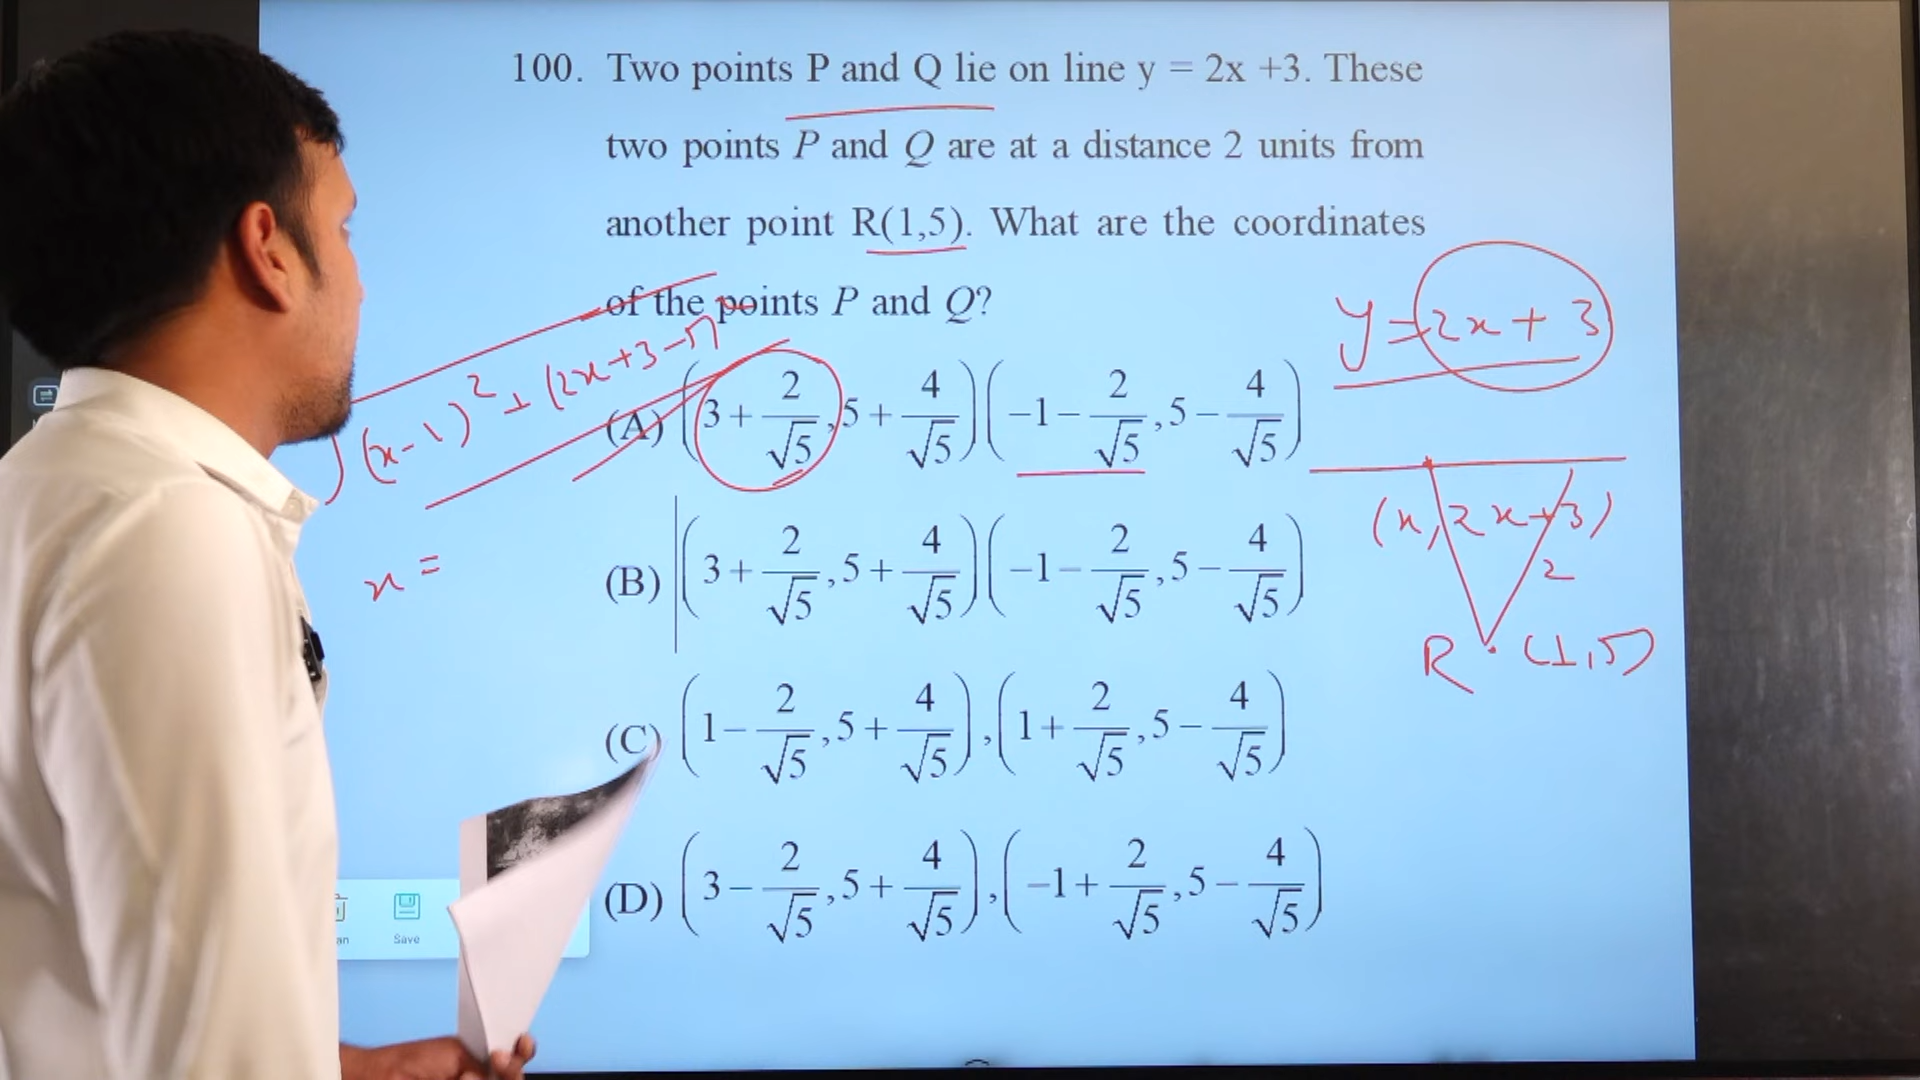 100. Two points P and Q lie on line y = 2x +3. These
two points P and Q are at a distance 2 units from
another point R(1,5). What are the coordinates
of the points P and Q?
y = 2x + 3
(x-1)² + (2x+3-5)
(A) (3 + 2/√5, 5 + 4/√5) (−1 − 2/√5, 5 − 4/√5)
(x, 2x+3)
x =
(B) (3 + 2/√5, 5 + 4/√5) (−1 − 2/√5, 5 − 4/√5)
2
R (1,5)
(C) (1 − 2/√5, 5 + 4/√5), (1 + 2/√5, 5 − 4/√5)
(D) (3 − 2/√5, 5 + 4/√5), (−1 + 2/√5, 5 − 4/√5)
Save